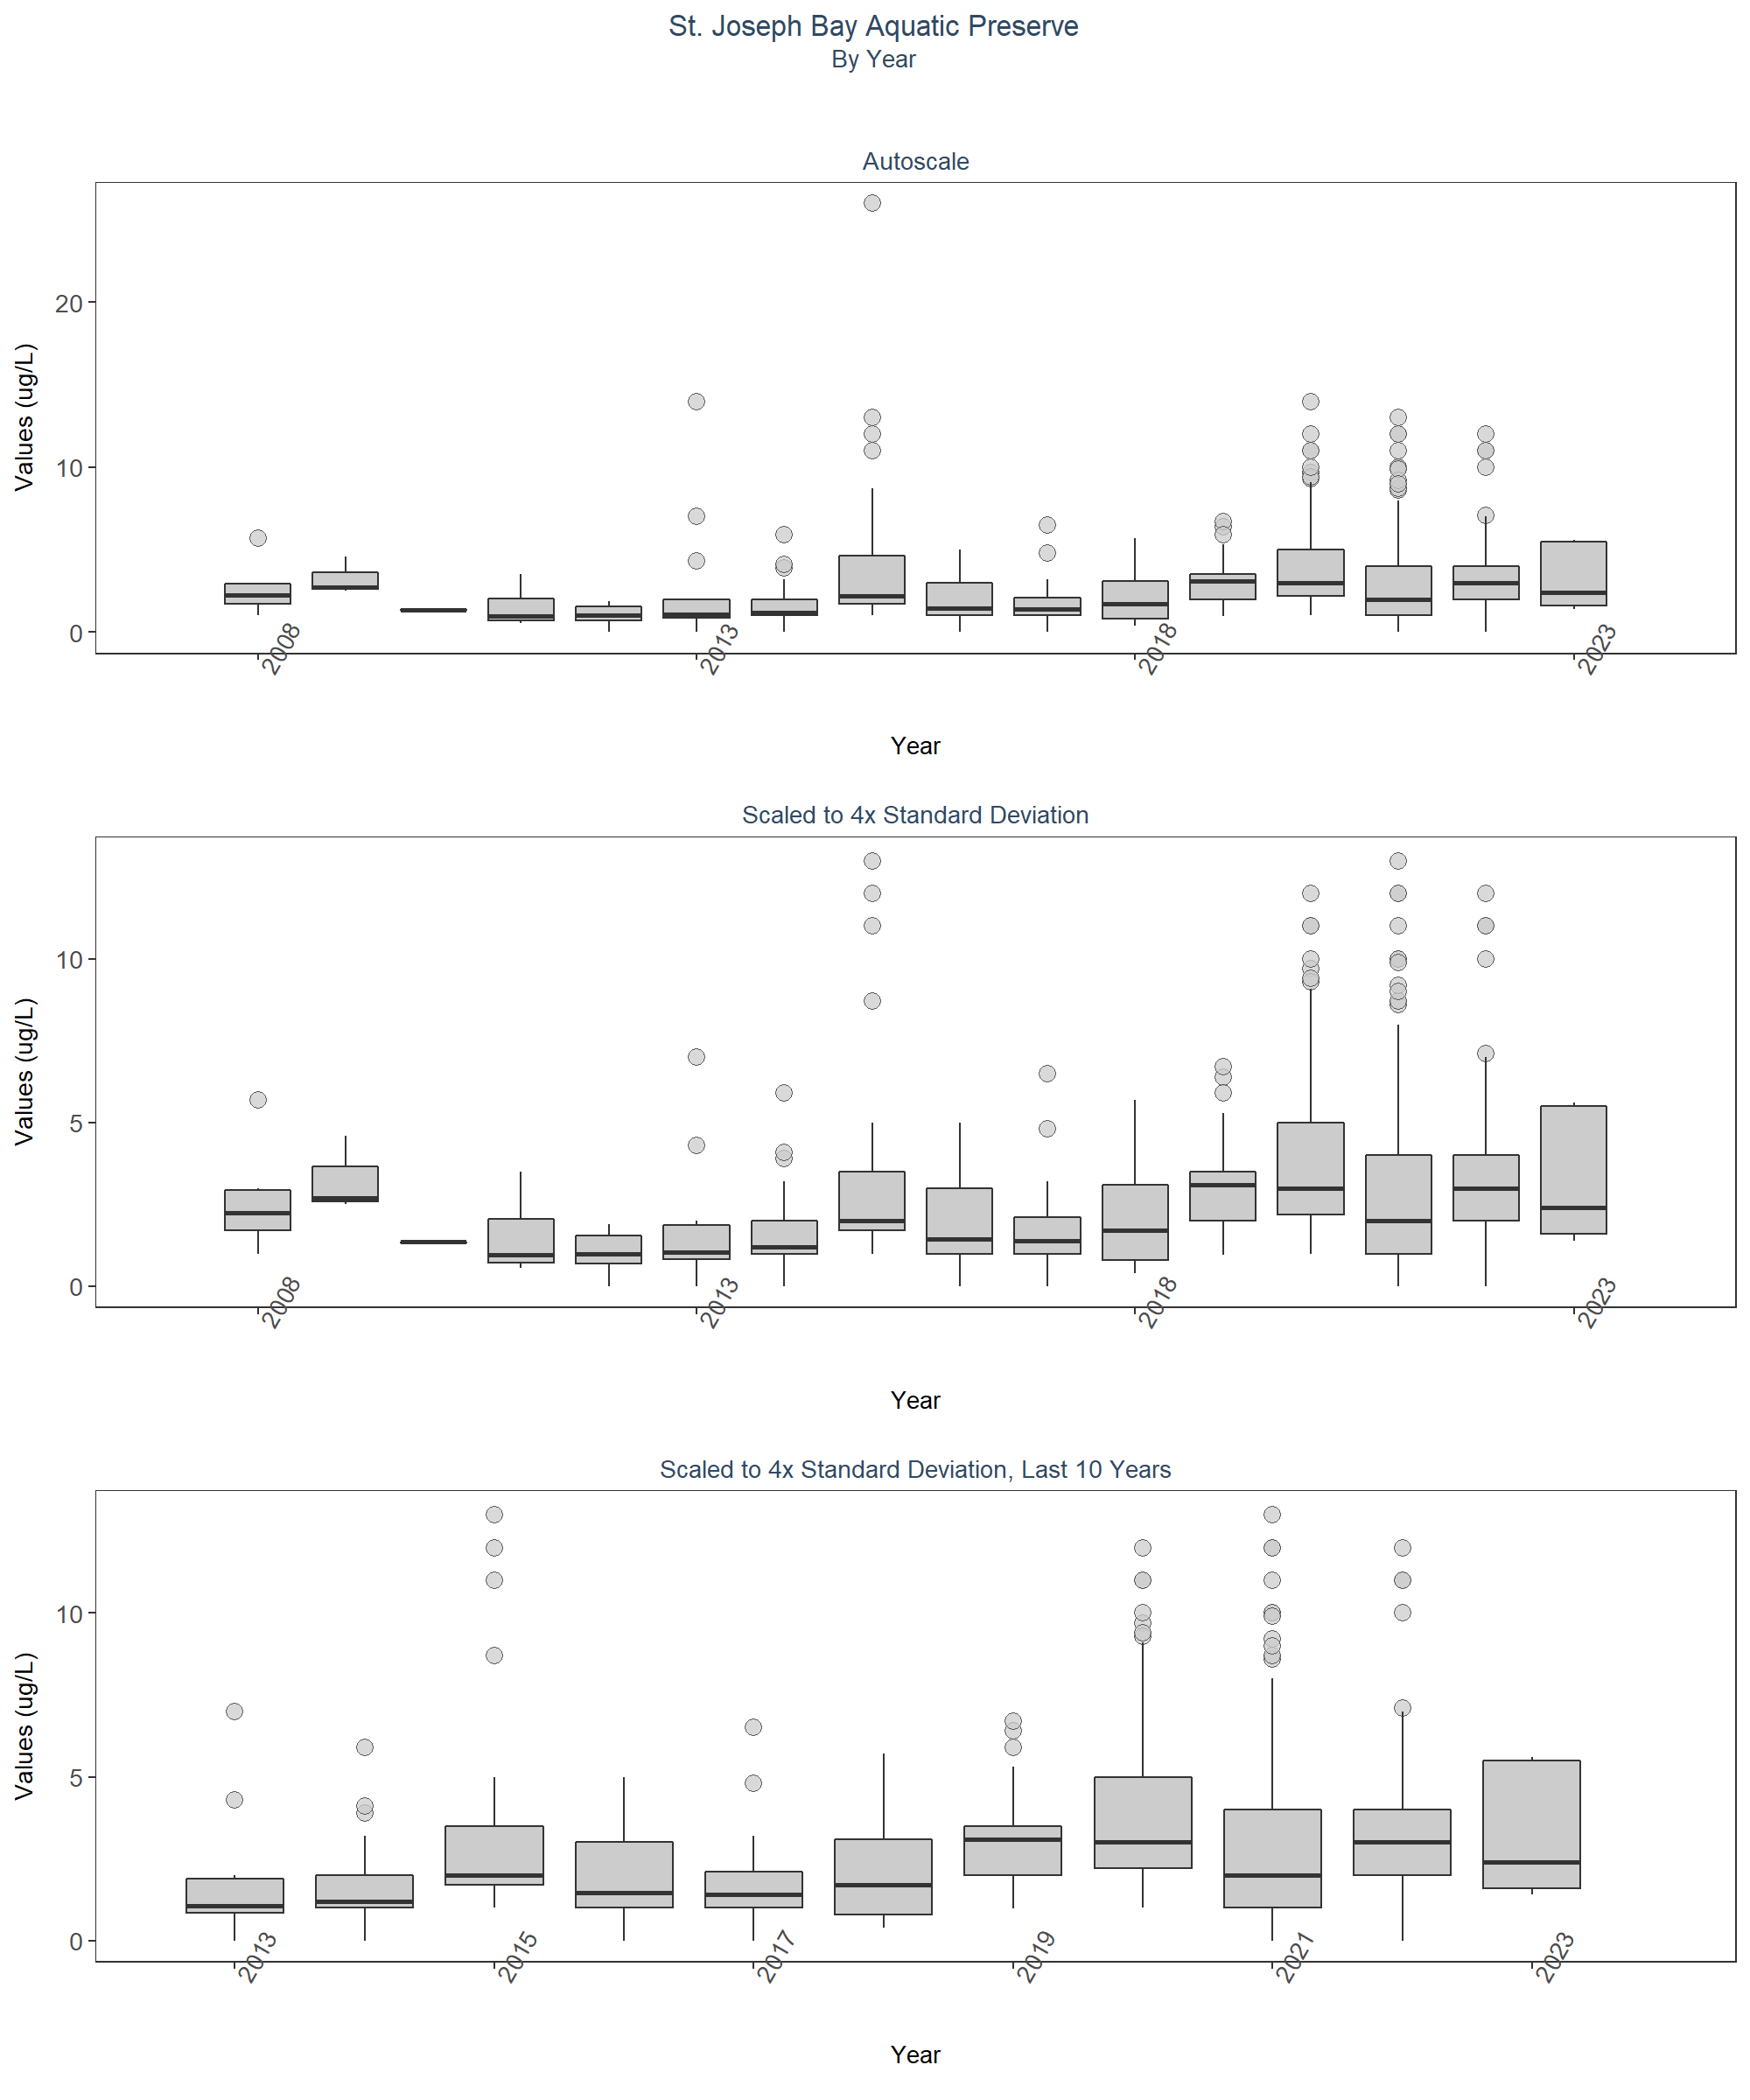 St. Joseph Bay Aquatic Preserve
By Year
Autoscale
Values (ug/L)
20
10
0
2008
2013
2018
2023
Year
Scaled to 4x Standard Deviation
Values (ug/L)
10
5
0
2008
2013
2018
2023
Year
Scaled to 4x Standard Deviation, Last 10 Years
Values (ug/L)
10
5
0
2013
2015
2017
2019
2021
2023
Year